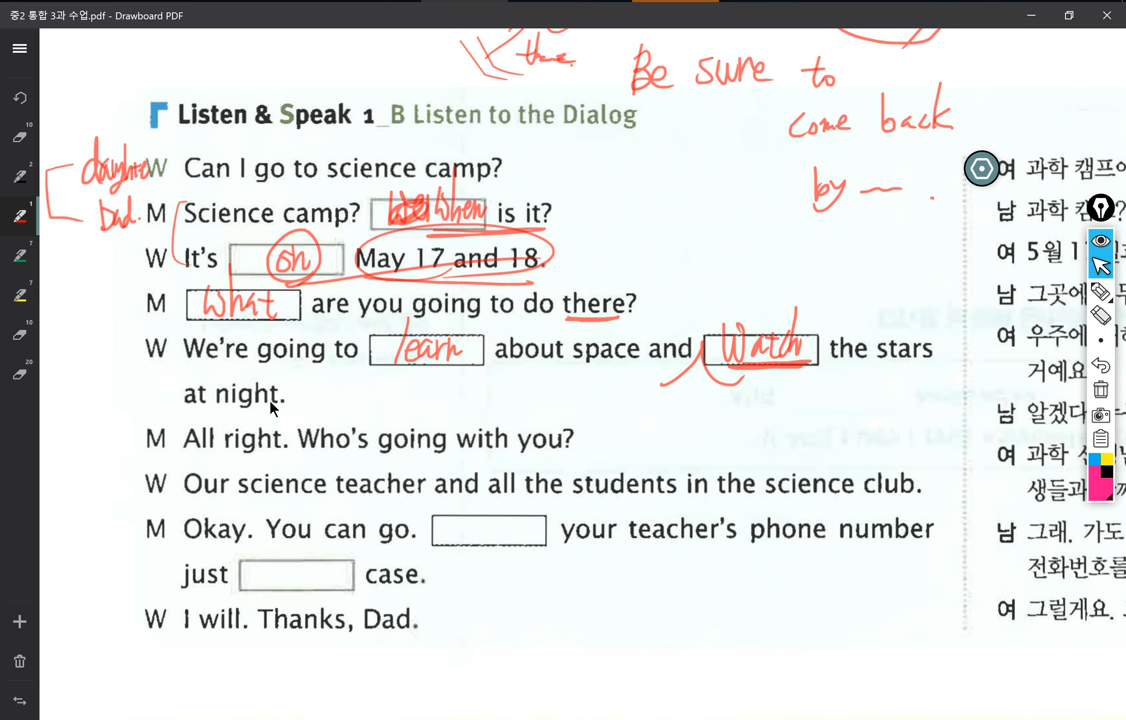 중2 통합 3과 수업.pdf - Drawboard PDF
Be sure to
come back
by —.
Listen & Speak 1_B Listen to the Dialog
daughter
Dad.
W Can I go to science camp?
M Science camp? When is it?
W It's on May 17 and 18.
M What are you going to do there?
W We're going to learn about space and Watch the stars
at night.
M All right. Who's going with you?
W Our science teacher and all the students in the science club.
M Okay. You can go. your teacher's phone number
just case.
W I will. Thanks, Dad.
여 과학 캠프에
남 과학 캠
여 5월 1
남 그곳에
여 우주에
거예요
남 알겠다
여 과학
생들과
남 그래. 가도
전화번호를
여 그럴게요.